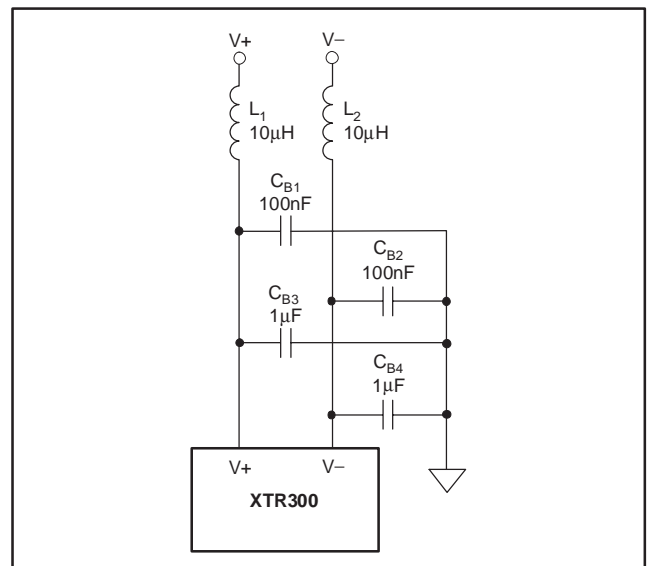 V+ V−
L1
10μH
L2
10μH
CB1
100nF
CB2
100nF
CB3
1μF
CB4
1μF
V+ V−
XTR300